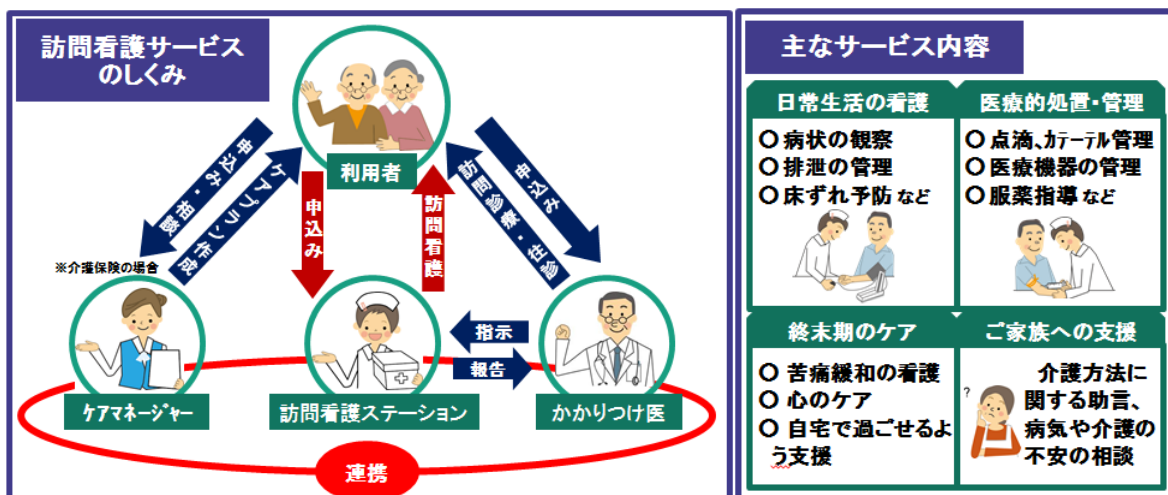 訪問看護サービス
のしくみ
利用者
申込み・相談
ケアプラン作成
申込み
訪問看護
申込み
訪問診療・往診
※介護保険の場合
指示
報告
ケアマネージャー
訪問看護ステーション
かかりつけ医
連携
主なサービス内容
日常生活の看護
〇 病状の観察
〇 排泄の管理
〇 床ずれ予防 など
医療的処置・管理
〇 点滴、カテーテル管理
〇 医療機器の管理
〇 服薬指導 など
終末期のケア
〇 苦痛緩和の看護
〇 心のケア
〇 自宅で過ごせるよ
う支援
ご家族への支援
?
介護方法に
関する助言、
病気や介護の
不安の相談